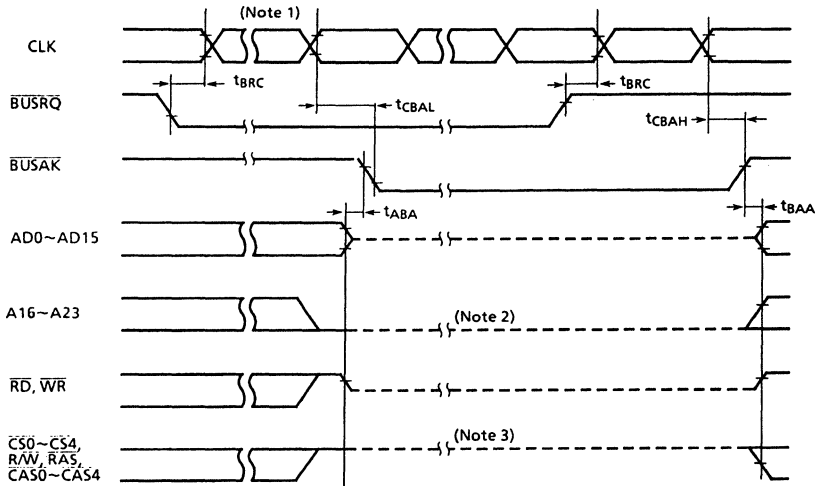 (Note 1)
CLK
tBRC
tBRC
BUSRQ
tCBAL
tCBAH
BUSAK
tABA
tBAA
AD0~AD15
A16~A23
(Note 2)
RD, WR
(Note 3)
CS0~CS4,
R/W, RAS,
CAS0~CAS4